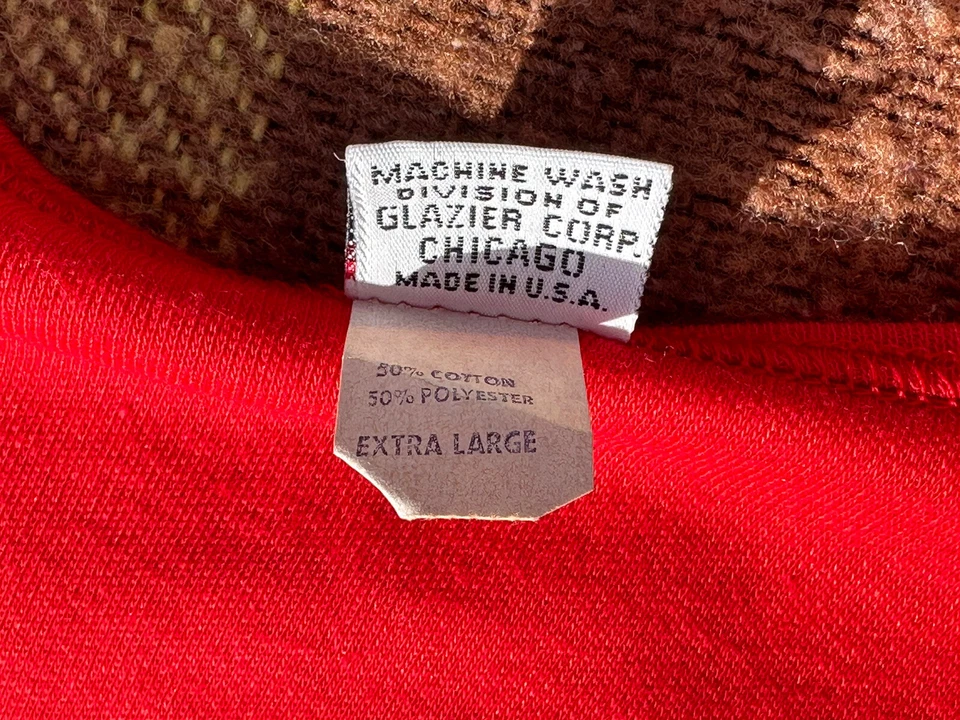 MACHINE WASH
DIVISION OF
GLAZIER CORP.
CHICAGO
MADE IN U.S.A.
50% COTTON
50% POLYESTER
EXTRA LARGE